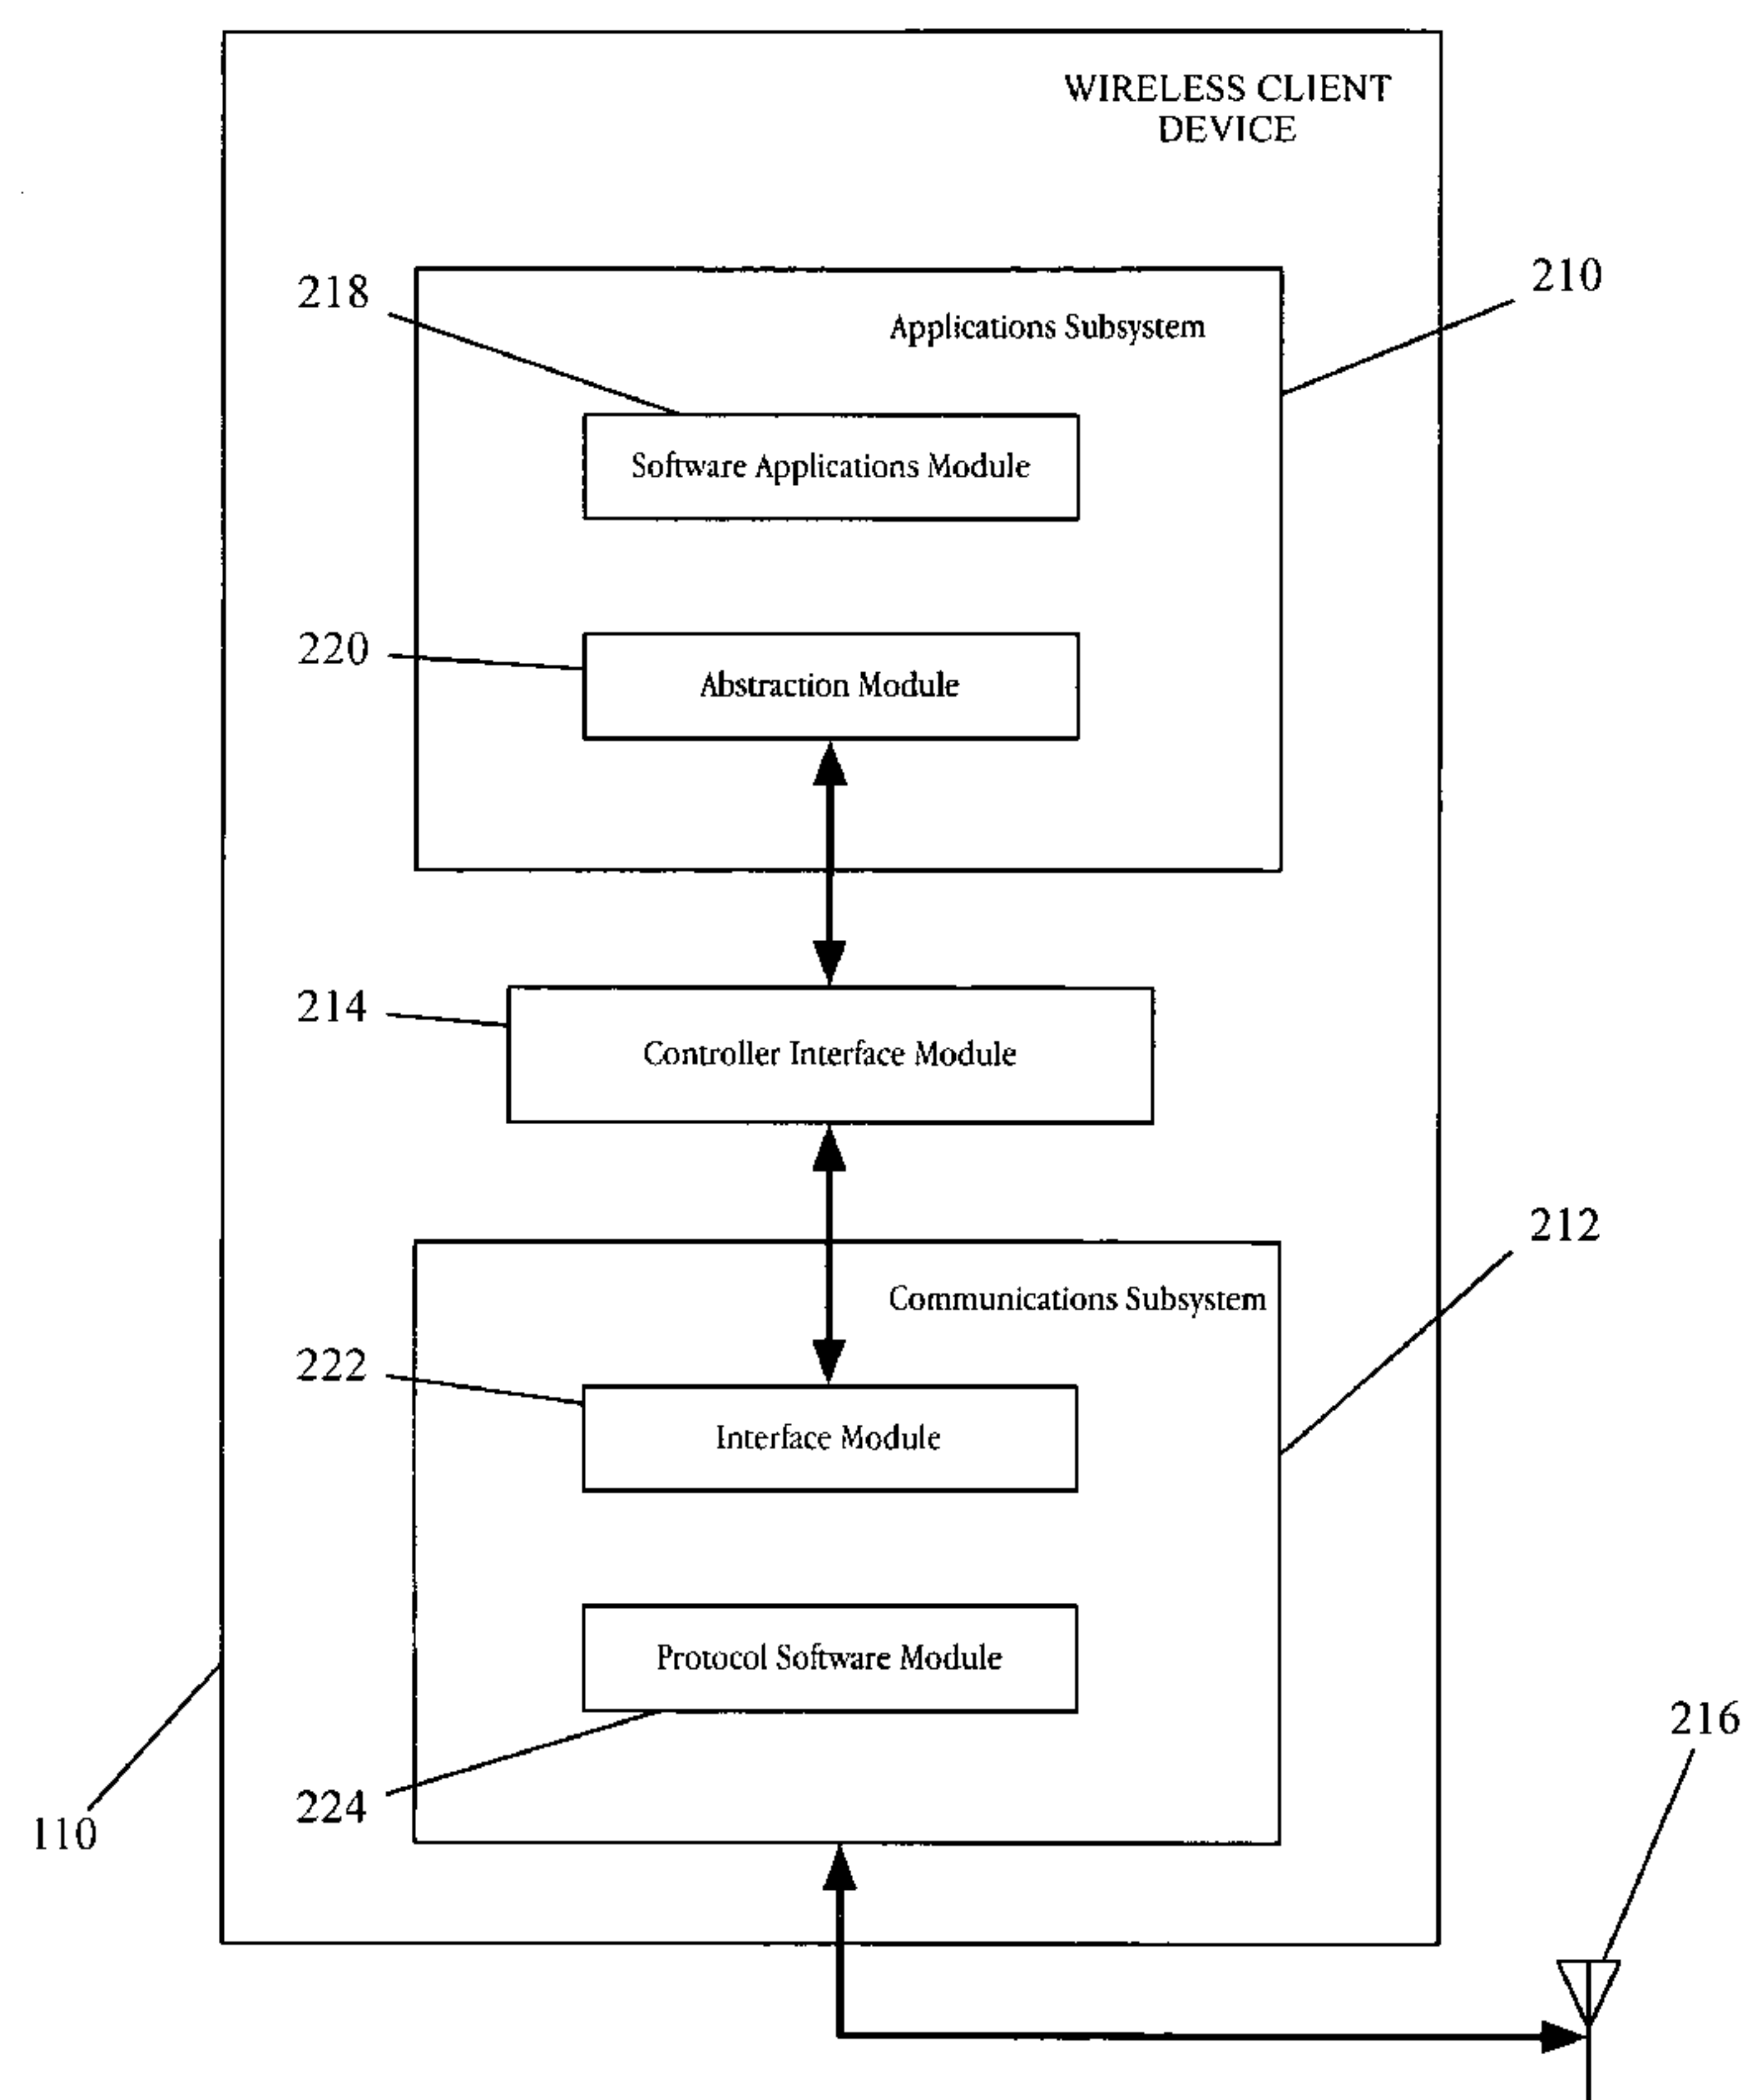 WIRELESS CLIENT
DEVICE
218
210
Applications Subsystem
Software Applications Module
220
Abstraction Module
214
Controller Interface Module
212
Communications Subsystem
222
Interface Module
Protocol Software Module
224
216
110